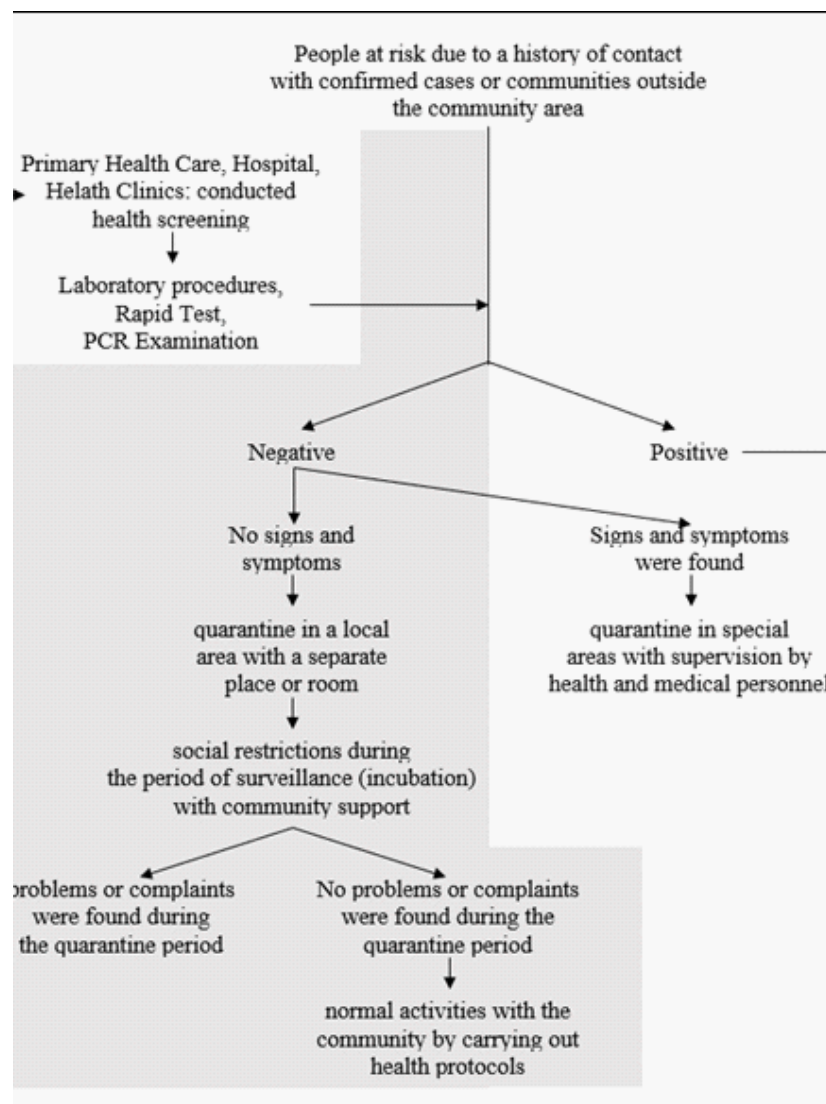 People at risk due to a history of contact
with confirmed cases or communities outside
the community area
Primary Health Care, Hospital,
Helath Clinics: conducted
health screening
Laboratory procedures,
Rapid Test,
PCR Examination
Negative
Positive
No signs and
symptoms
Signs and symptoms
were found
quarantine in a local
area with a separate
place or room
quarantine in special
areas with supervision by
health and medical personnel
social restrictions during
the period of surveillance (incubation)
with community support
problems or complaints
were found during
the quarantine period
No problems or complaints
were found during the
quarantine period
normal activities with the
community by carrying out
health protocols